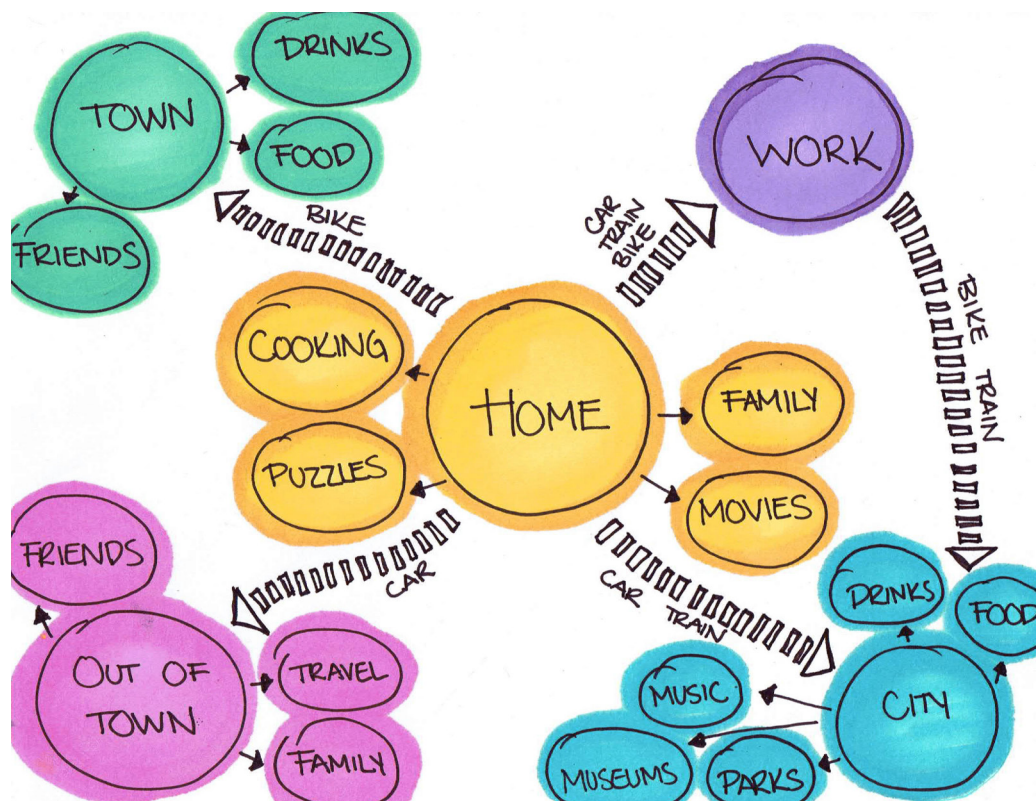 DRINKS
TOWN
FOOD
FRIENDS
BIKE
CAR
TRAIN
BIKE
WORK
BIKE TRAIN
COOKING
HOME
FAMILY
PUZZLES
MOVIES
CAR
CAR TRAIN
FRIENDS
OUT OF
TOWN
TRAVEL
FAMILY
DRINKS
FOOD
MUSIC
CITY
MUSEUMS
PARKS